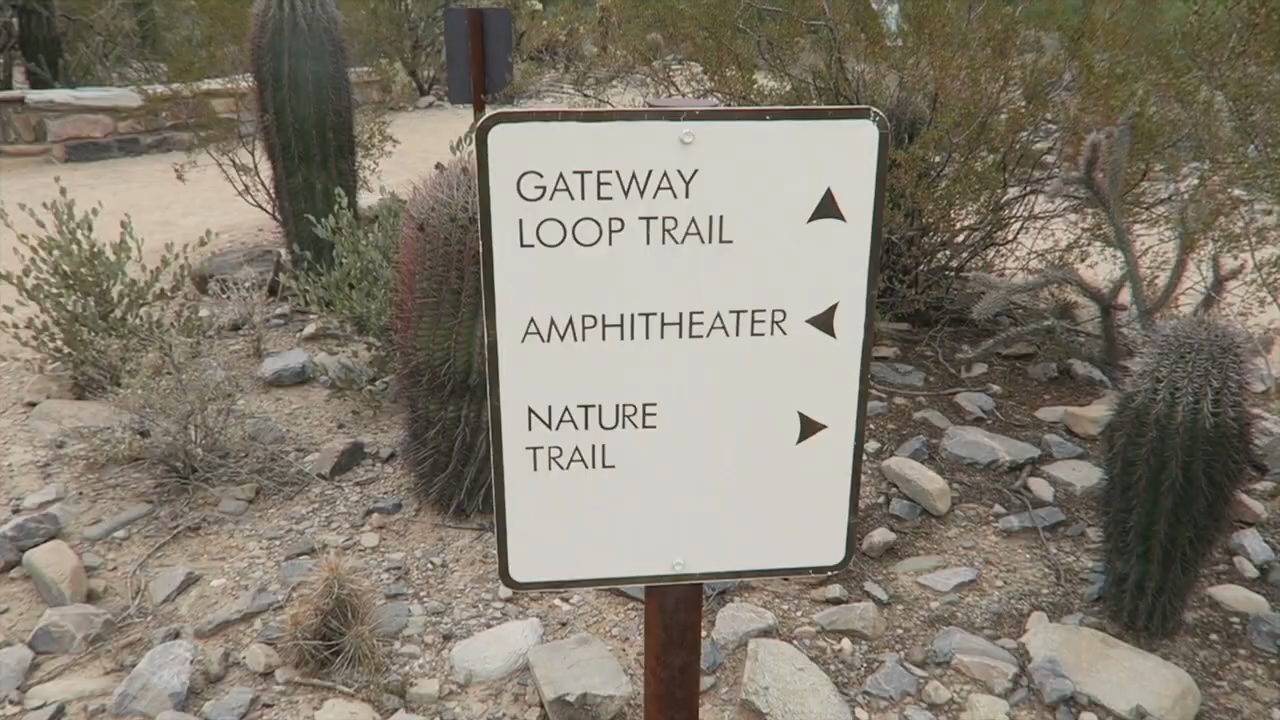 GATEWAY
LOOP TRAIL
AMPHITHEATER
NATURE
TRAIL